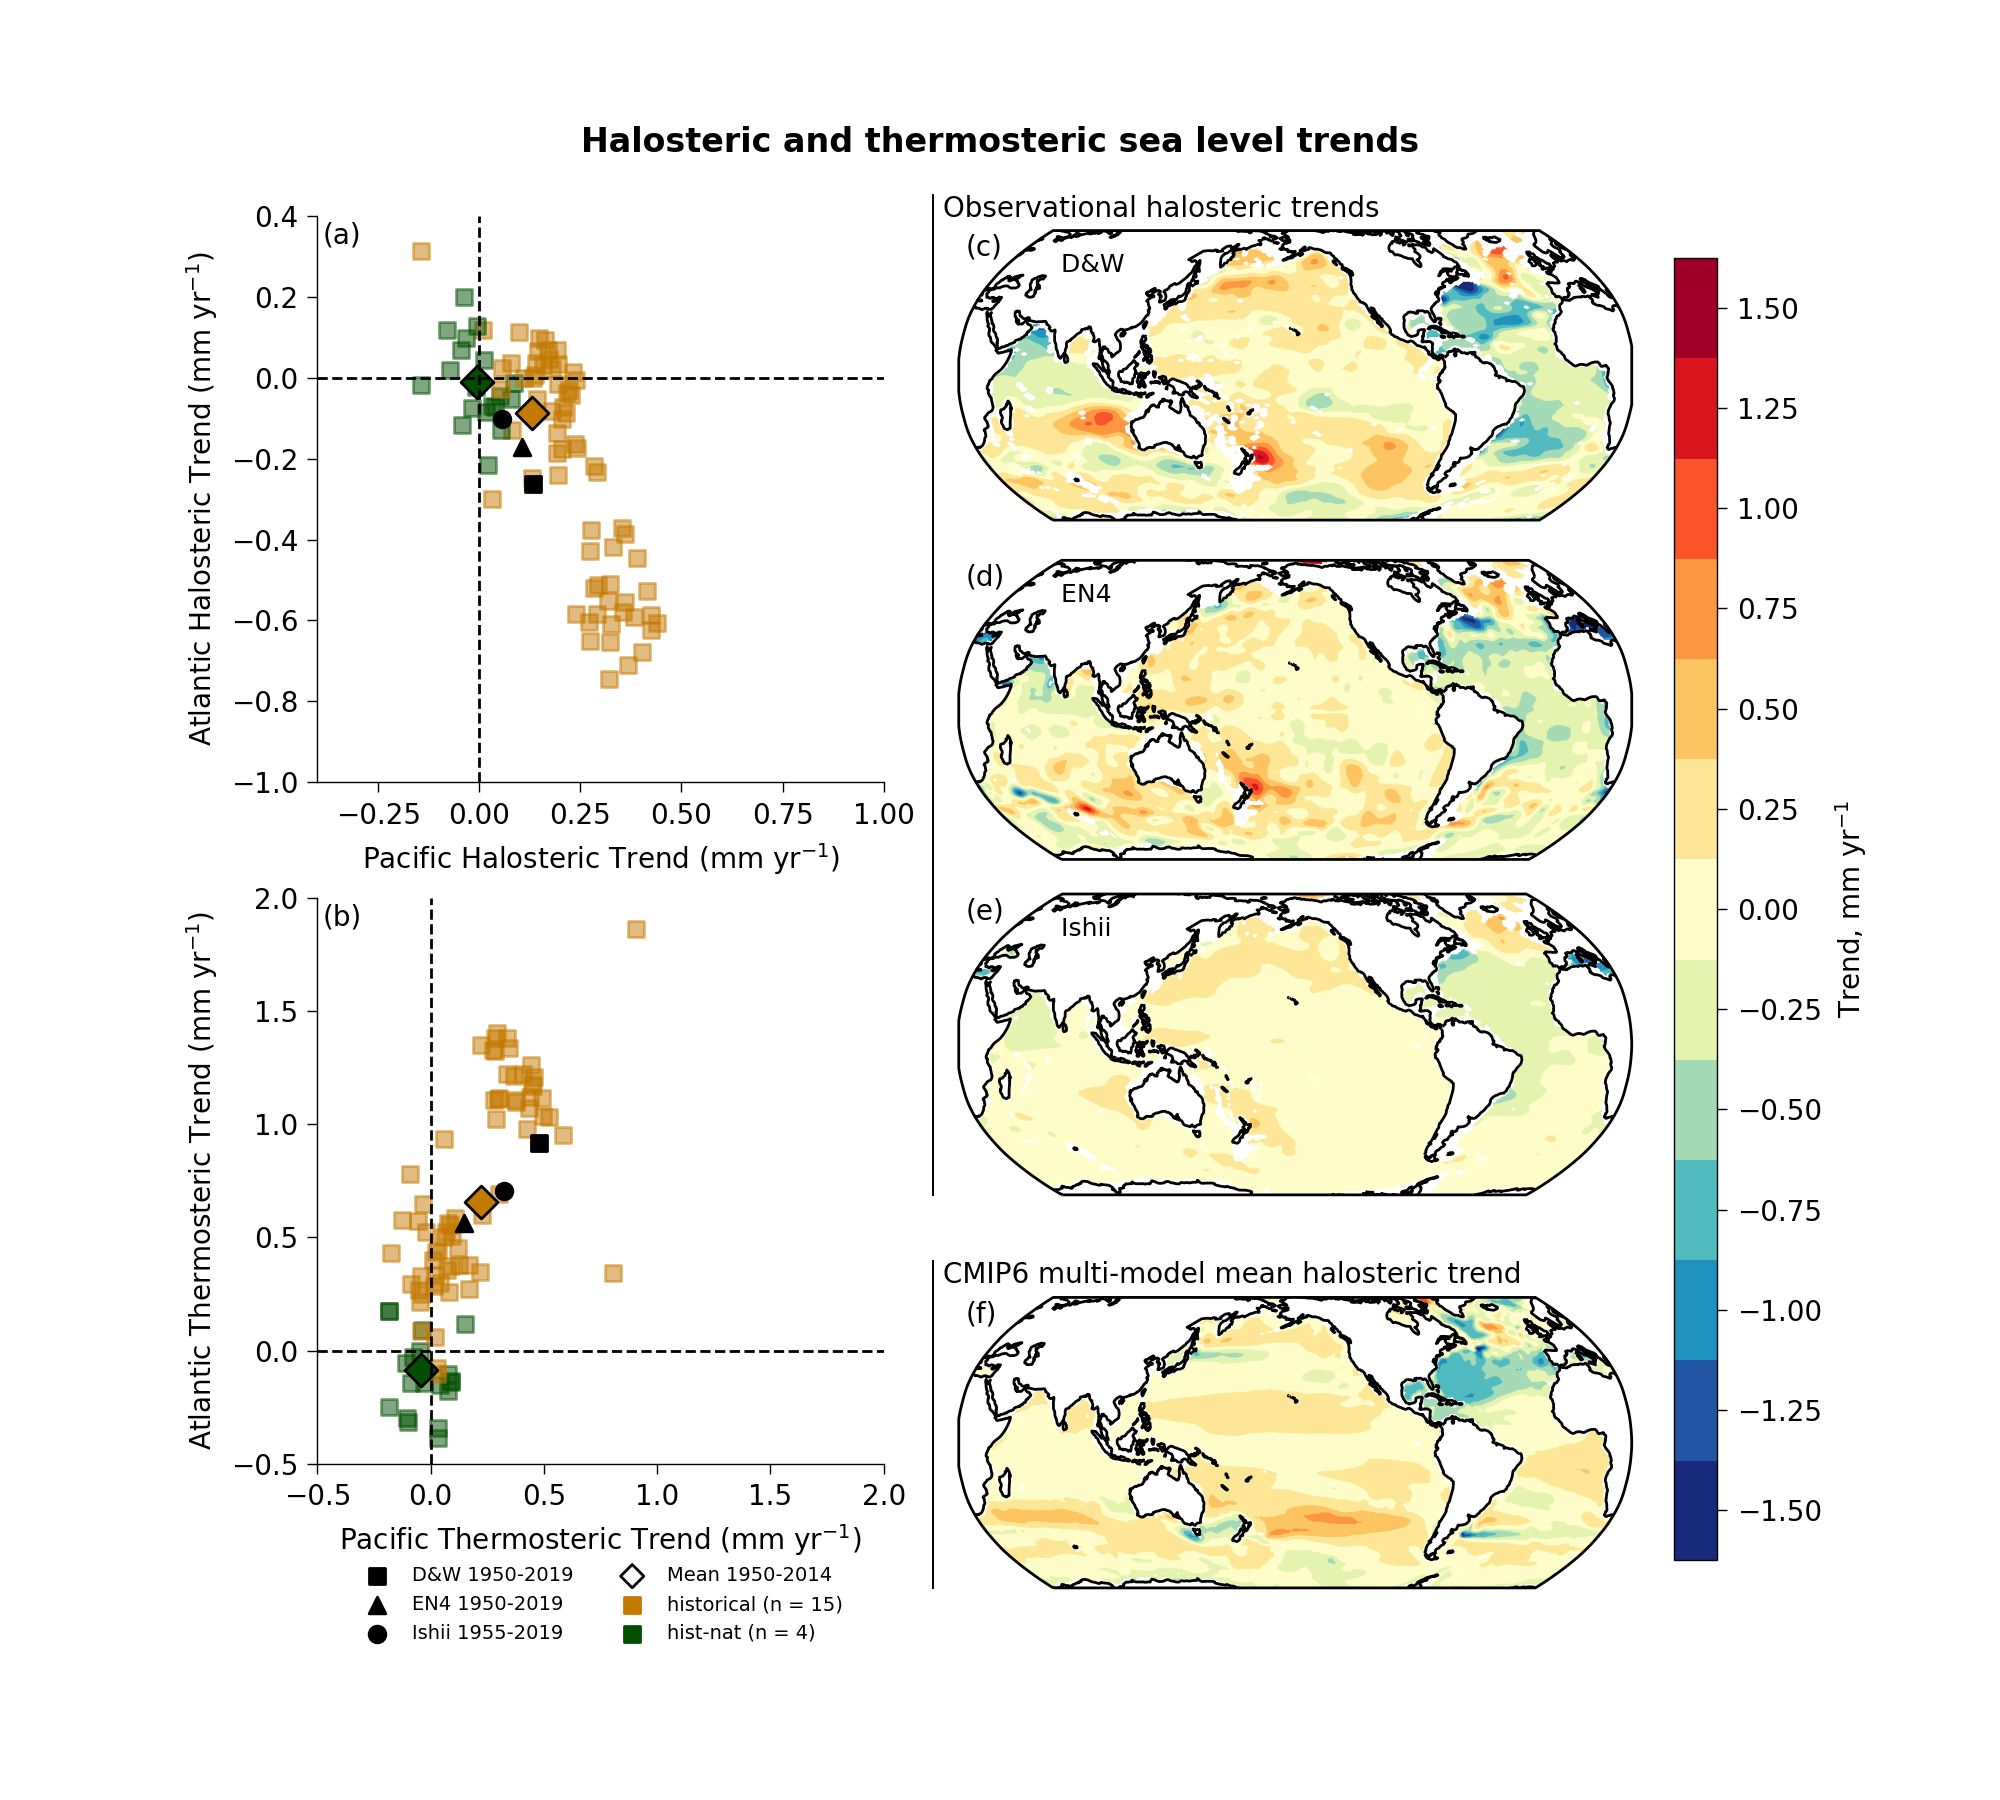 Halosteric and thermosteric sea level trends
(a)
0.4
0.2
0.0
−0.2
−0.4
−0.6
−0.8
−1.0
Atlantic Halosteric Trend (mm yr⁻¹)
−0.25 0.00 0.25 0.50 0.75 1.00
Pacific Halosteric Trend (mm yr⁻¹)
(b)
2.0
1.5
1.0
0.5
0.0
−0.5
Atlantic Thermosteric Trend (mm yr⁻¹)
−0.5 0.0 0.5 1.0 1.5 2.0
Pacific Thermosteric Trend (mm yr⁻¹)
D&W 1950-2019
EN4 1950-2019
Ishii 1955-2019
Mean 1950-2014
historical (n = 15)
hist-nat (n = 4)
Observational halosteric trends
(c)
D&W
(d)
EN4
(e)
Ishii
CMIP6 multi-model mean halosteric trend
(f)
1.50
1.25
1.00
0.75
0.50
0.25
0.00
−0.25
−0.50
−0.75
−1.00
−1.25
−1.50
Trend, mm yr⁻¹